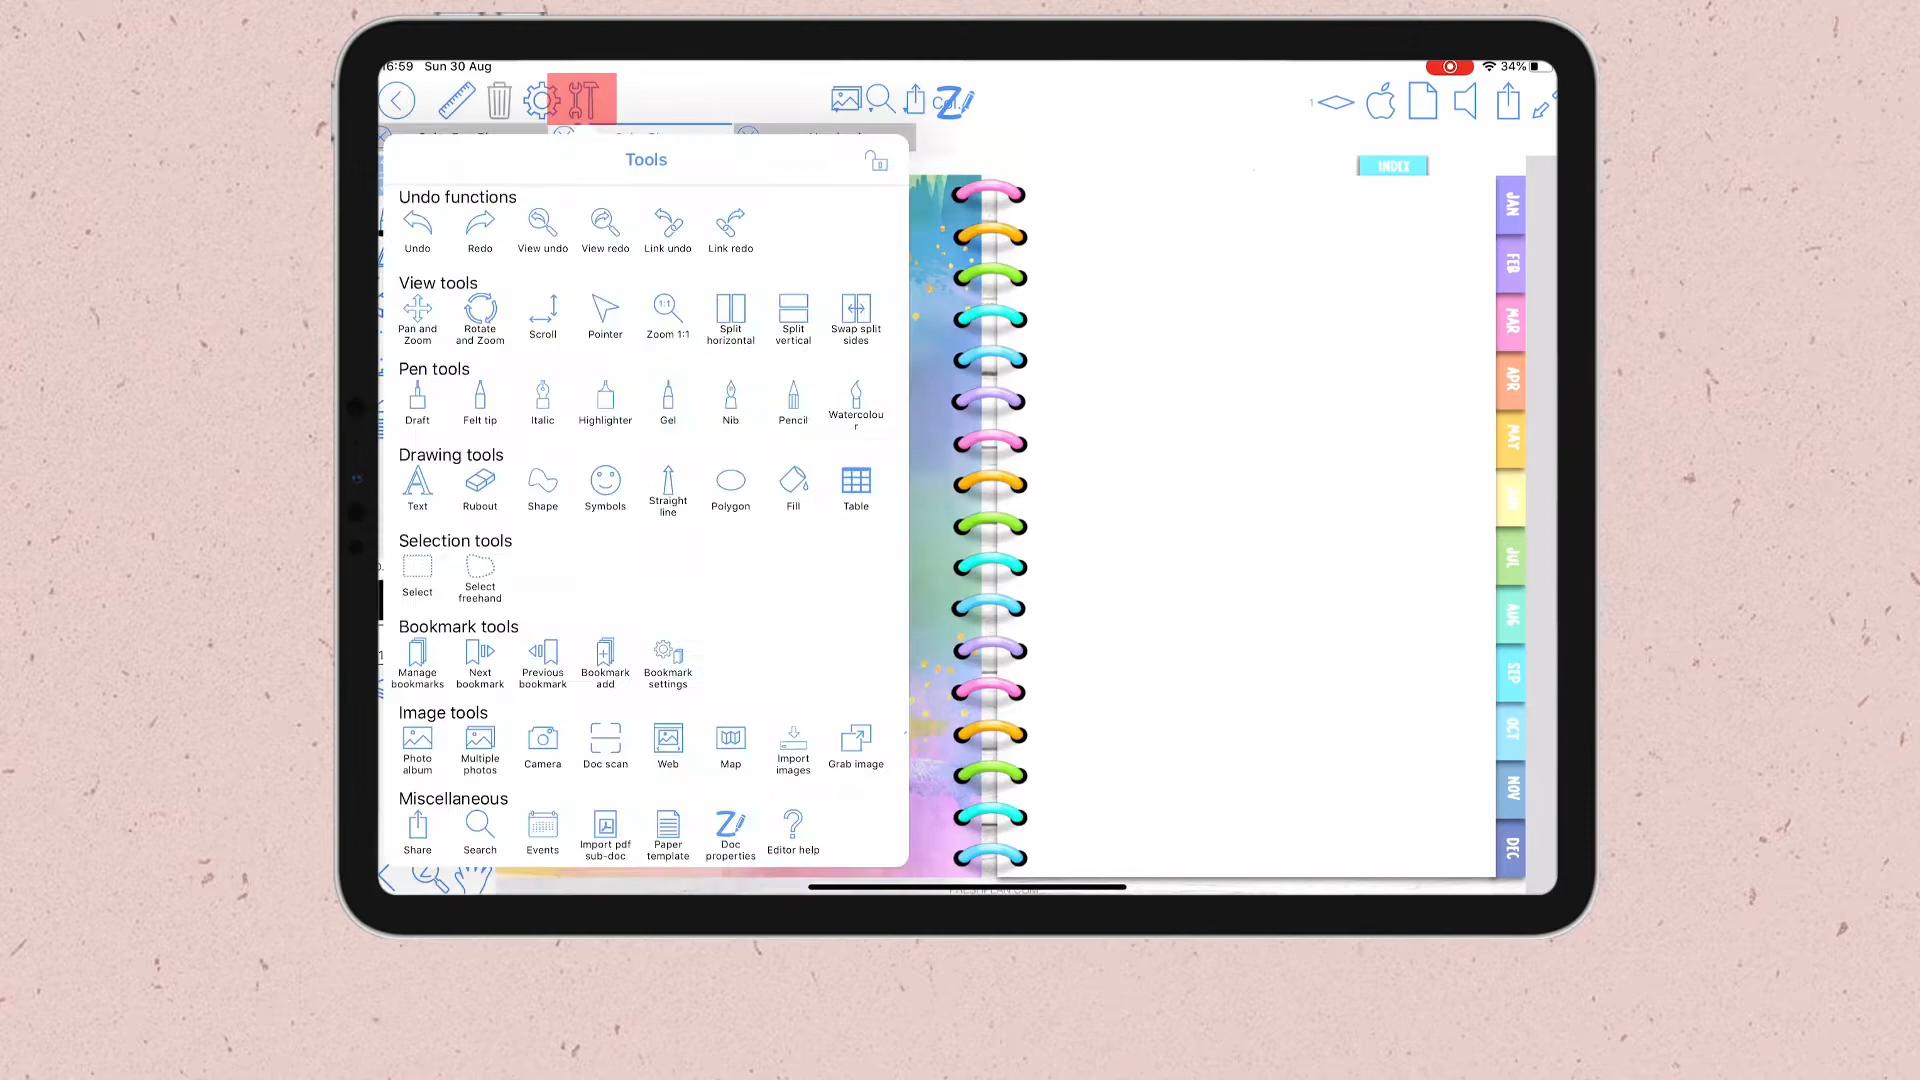 16:59 Sun 30 Aug
34%
INDEX
Tools
Undo functions
Undo Redo View undo View redo Link undo Link redo
View tools
Pan and Zoom Rotate and Zoom Scroll Pointer Zoom 1:1 Split horizontal Split vertical Swap split sides
Pen tools
Draft Felt tip Italic Highlighter Gel Nib Pencil Watercolour
Drawing tools
Text Rubout Shape Symbols Straight line Polygon Fill Table
Selection tools
Select Select freehand
Bookmark tools
Manage bookmarks Next bookmark Previous bookmark Bookmark add Bookmark settings
Image tools
Photo album Multiple photos Camera Doc scan Web Map Import images Grab image
Miscellaneous
Share Search Events Import pdf sub-doc Paper template Doc properties Editor help
JAN
FEB
MAR
APR
MAY
JUL
AUG
SEP
OCT
NOV
DEC